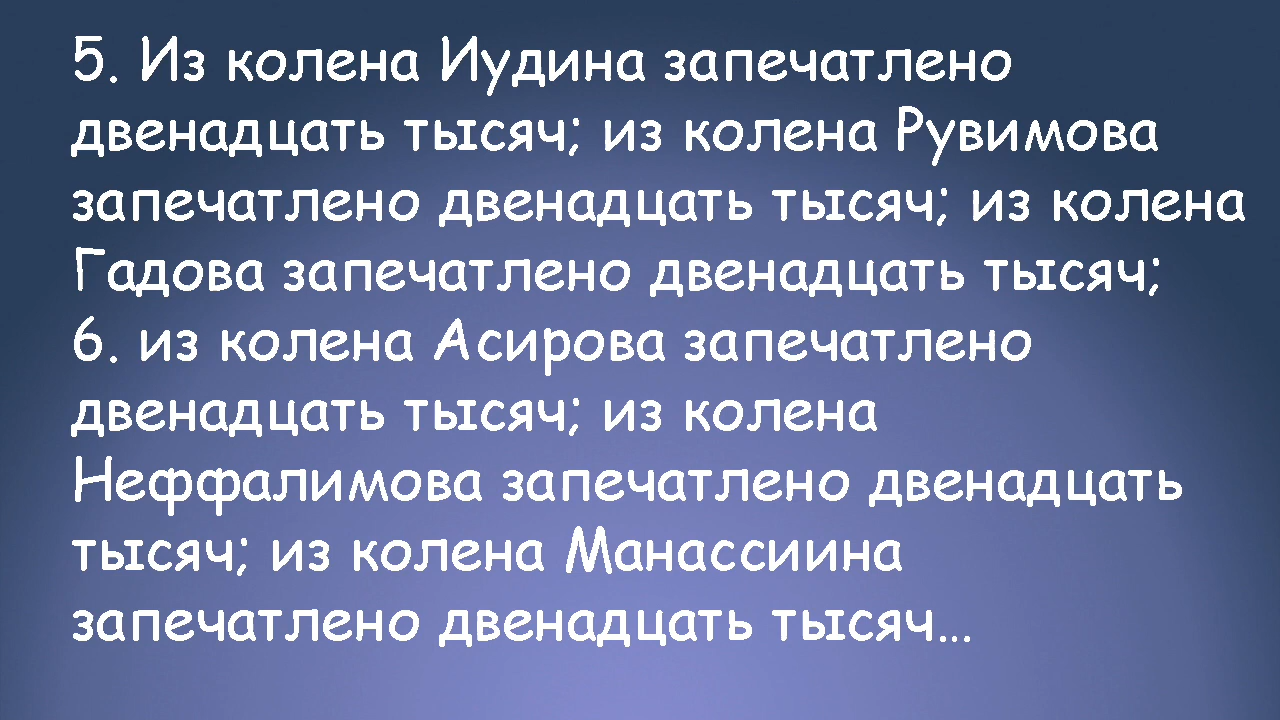 5. Из колена Иудина запечатлено
двенадцать тысяч; из колена Рувимова
запечатлено двенадцать тысяч; из колена
Гадова запечатлено двенадцать тысяч;
6. из колена Асирова запечатлено
двенадцать тысяч; из колена
Неффалимова запечатлено двенадцать
тысяч; из колена Манассиина
запечатлено двенадцать тысяч...